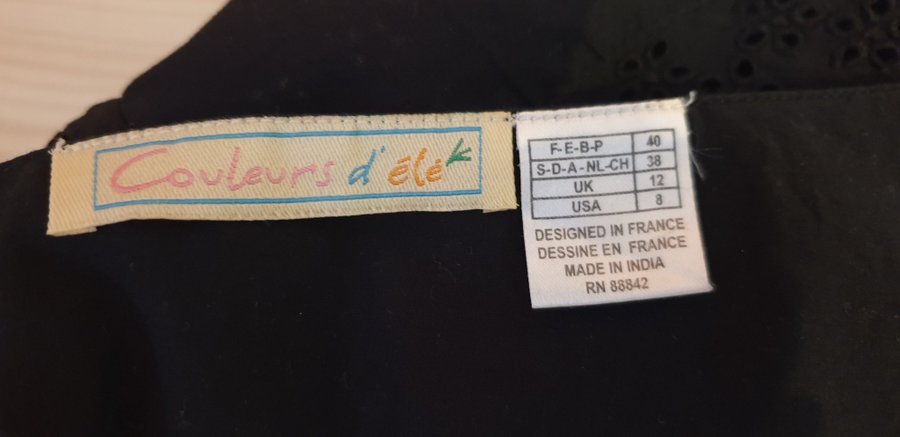 Couleurs d'élék
F-E-B-P 40
S-D-A-NL-CH 38
UK 12
USA 8
DESIGNED IN FRANCE
DESSINE EN FRANCE
MADE IN INDIA
RN 88842